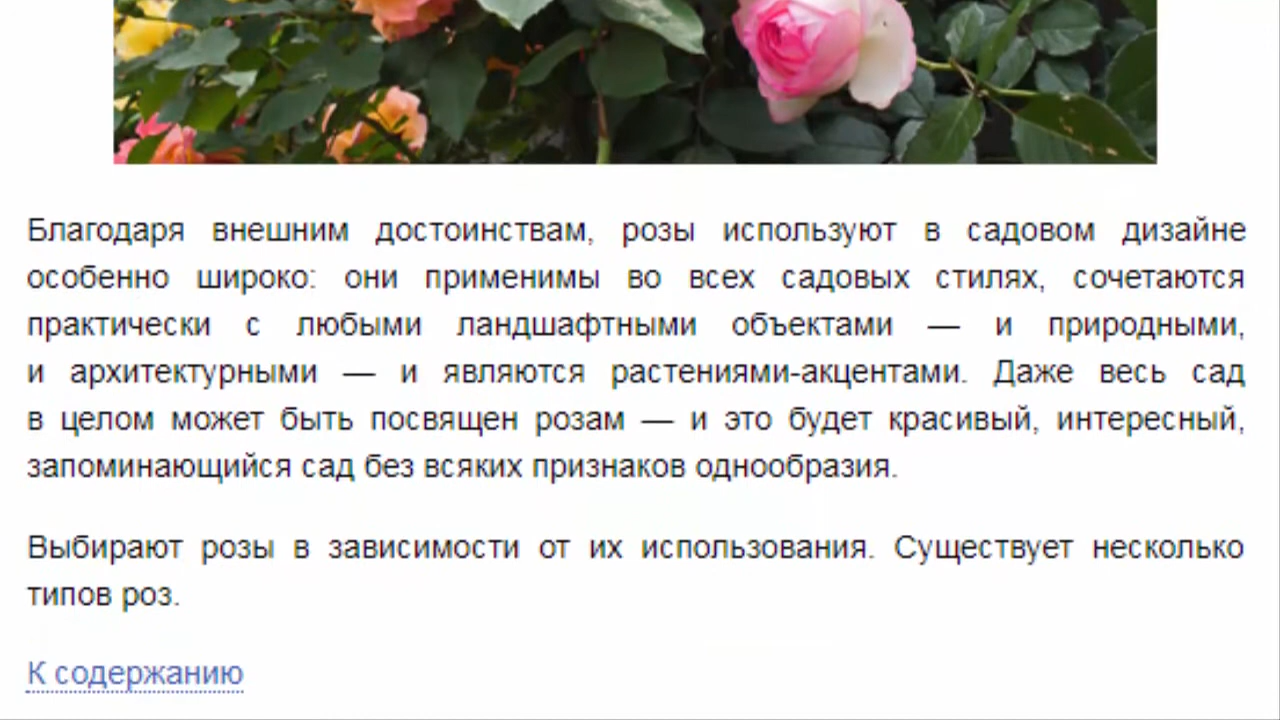 Благодаря внешним достоинствам, розы используют в садовом дизайне
особенно широко: они применимы во всех садовых стилях, сочетаются
практически с любыми ландшафтными объектами — и природными,
и архитектурными — и являются растениями-акцентами. Даже весь сад
в целом может быть посвящен розам — и это будет красивый, интересный,
запоминающийся сад без всяких признаков однообразия.
Выбирают розы в зависимости от их использования. Существует несколько
типов роз.
К содержанию